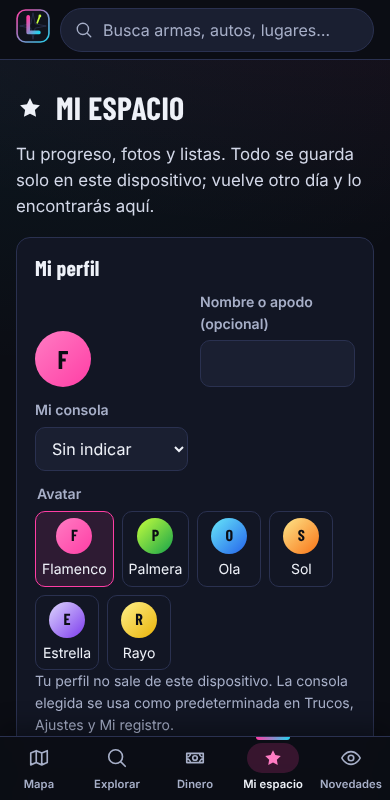 L
Busca armas, autos, lugares...
MI ESPACIO
Tu progreso, fotos y listas. Todo se guarda
solo en este dispositivo; vuelve otro día y lo
encontrarás aquí.
Mi perfil
Nombre o apodo
(opcional)
F
Mi consola
Sin indicar
Avatar
F
P
O
S
Flamenco
Palmera
Ola
Sol
E
R
Estrella
Rayo
Tu perfil no sale de este dispositivo. La consola
elegida se usa como predeterminada en Trucos,
Ajustes y Mi registro.
Mapa
Explorar
Dinero
Mi espacio
Novedades